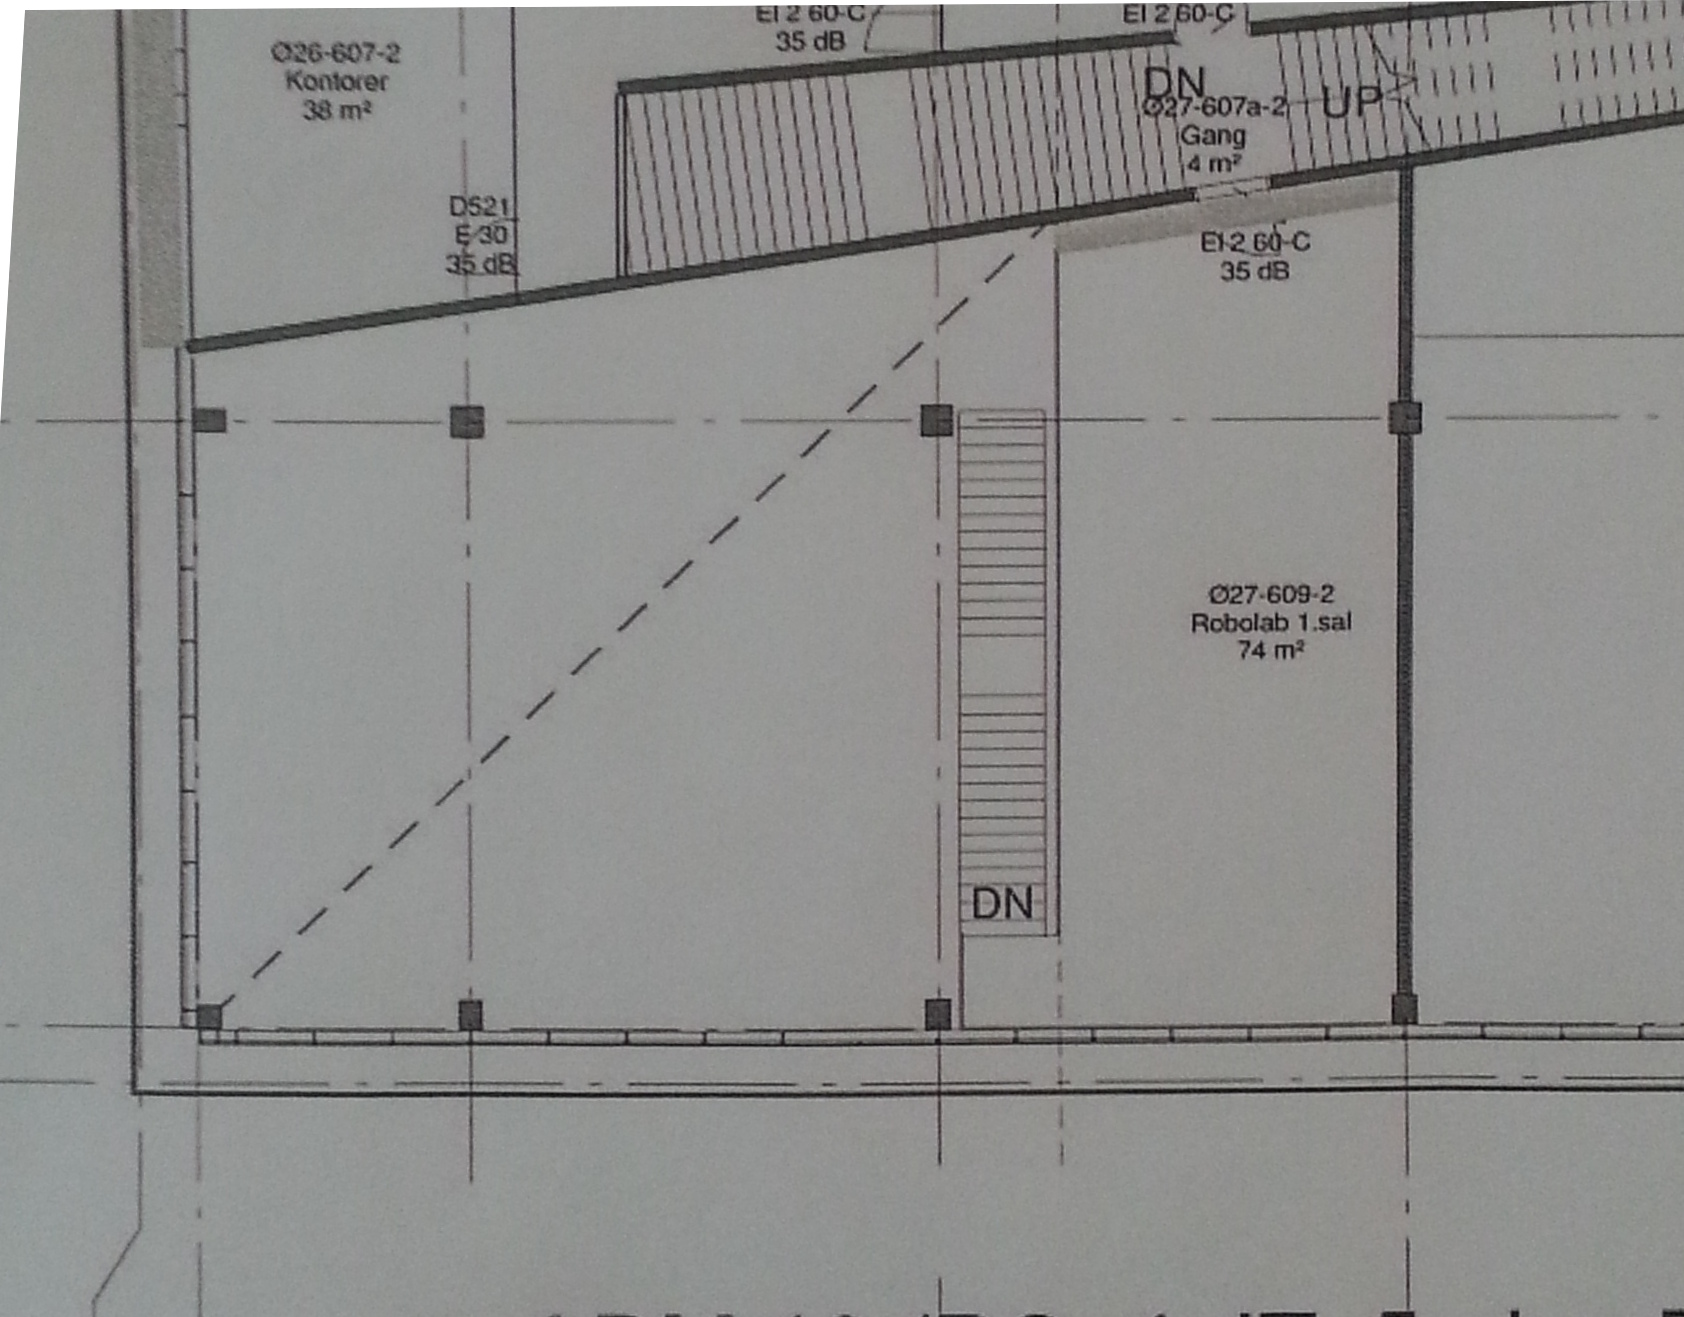 Ø26-607-2
Kontorer
38 m²
EI 2 60-C
35 dB
EI 2 60-C
DN
Ø27-607a-2
Gang
4 m²
UP
D521
E 30
35 dB
EI 2 60-C
35 dB
Ø27-609-2
Robolab 1.sal
74 m²
DN